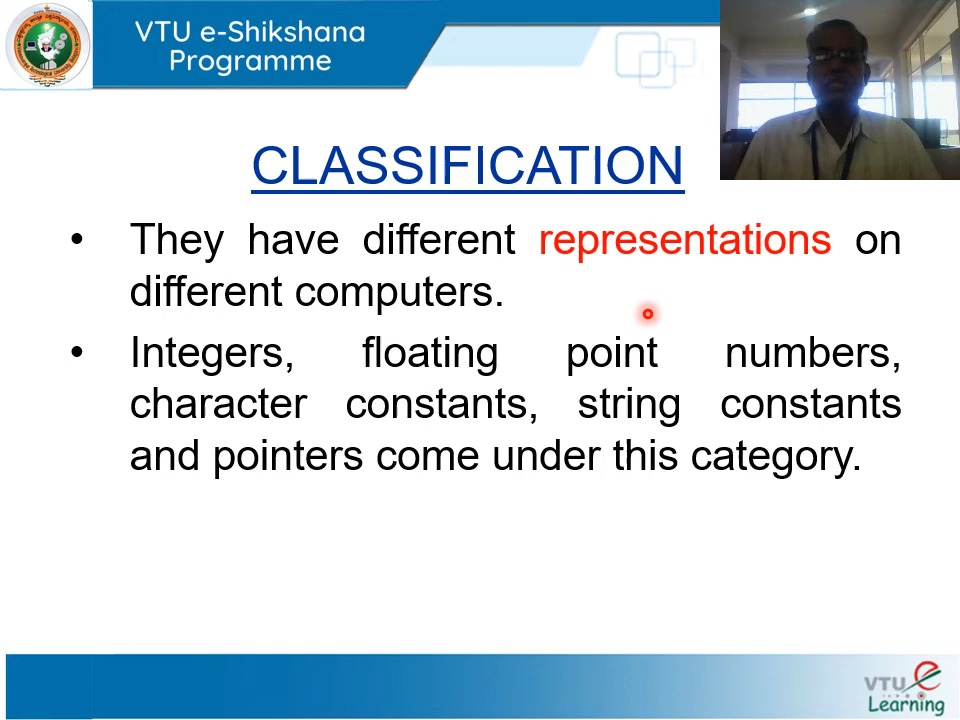 VTU e-Shikshana
Programme
CLASSIFICATION
• They have different representations on
different computers.
• Integers, floating point numbers,
character constants, string constants
and pointers come under this category.
VTU e
Learning